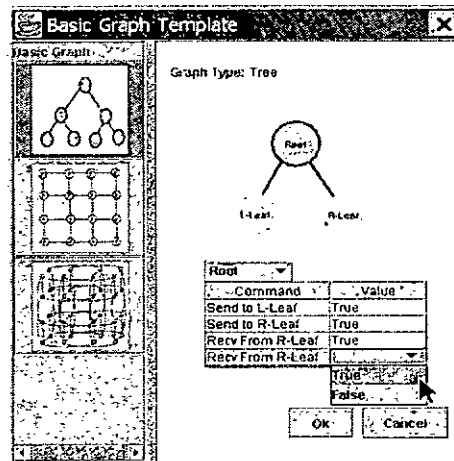 Basic Graph Template
Basic Graph
Graph Type: Tree
Root
L-Leaf
R-Leaf
Root
Command Value
Send to L-Leaf True
Send to R-Leaf True
Recv From R-Leaf True
Recv From R-Leaf
True
False
Ok Cancel